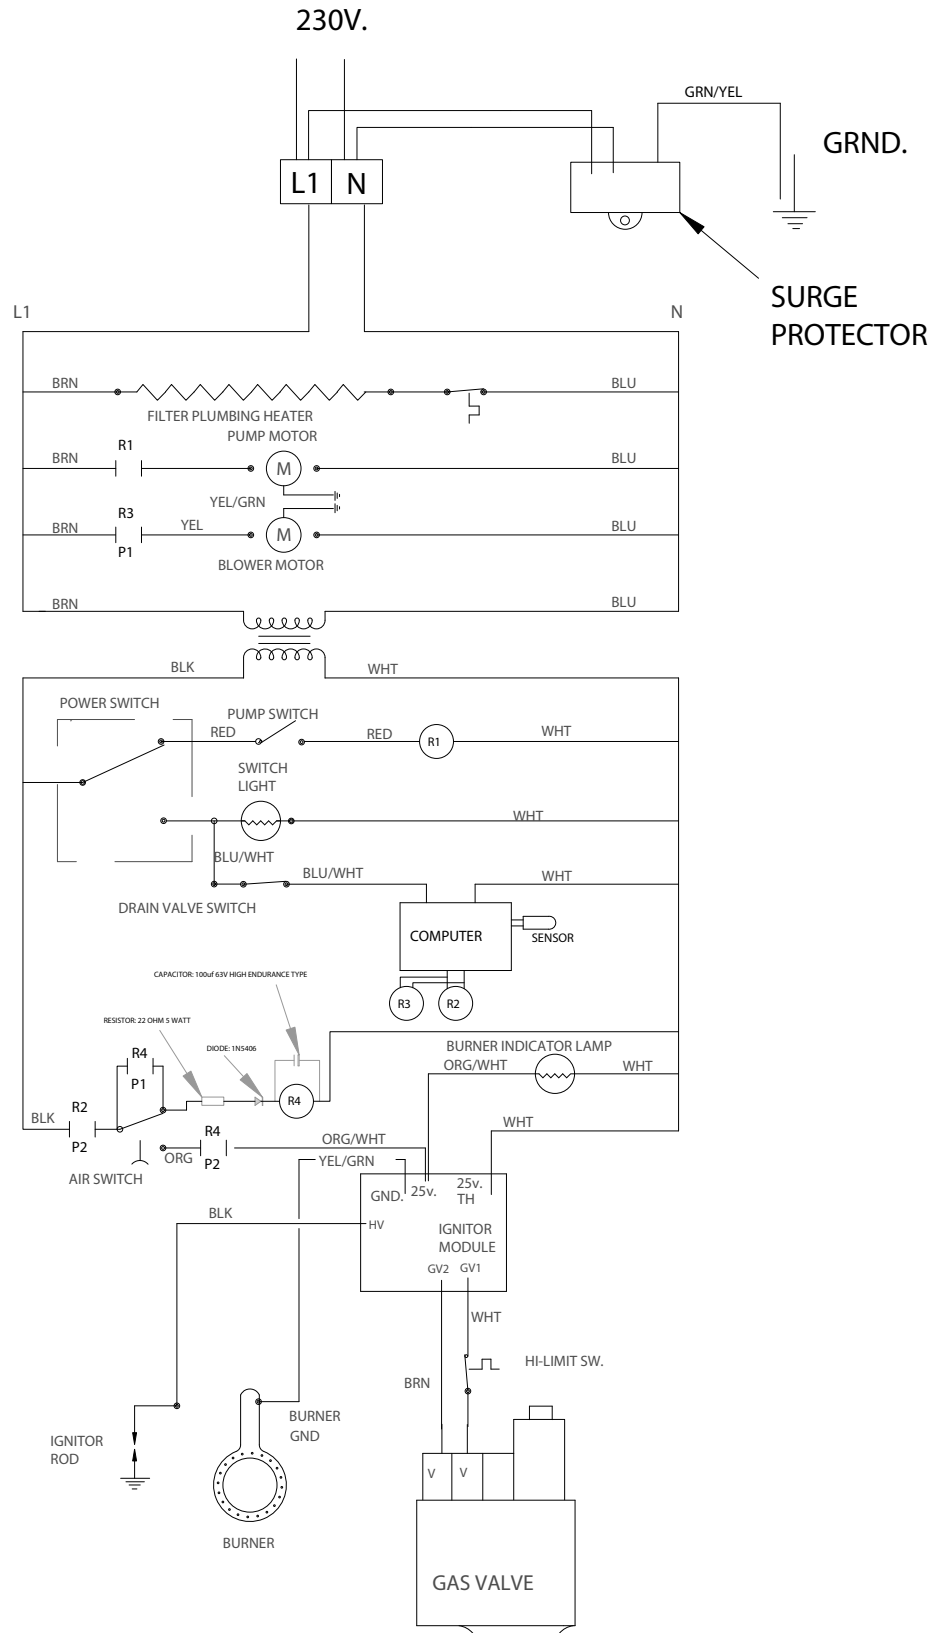 230V.
GRN/YEL
GRND.
L1 N
SURGE
PROTECTOR
L1
N
BRN
BLU
FILTER PLUMBING HEATER
PUMP MOTOR
R1
BRN
M
BLU
YEL/GRN
R3
YEL
BRN
P1
M
BLU
BLOWER MOTOR
BRN
BLU
BLK
WHT
POWER SWITCH
PUMP SWITCH
RED
RED
R1
WHT
SWITCH
LIGHT
WHT
BLU/WHT
BLU/WHT
WHT
DRAIN VALVE SWITCH
COMPUTER
SENSOR
R3
R2
CAPACITOR: 100uf 63V HIGH ENDURANCE TYPE
RESISTOR: 22 OHM 5 WATT
DIODE: 1N5406
BURNER INDICATOR LAMP
R4
P1
ORG/WHT
WHT
R4
R2
BLK
P2
WHT
R4
ORG/WHT
ORG
P2
AIR SWITCH
YEL/GRN
GND.
25v.
25v.
TH
BLK
HV
IGNITOR
MODULE
GV2
GV1
WHT
HI-LIMIT SW.
BRN
BURNER
GND
IGNITOR
ROD
V
V
BURNER
GAS VALVE